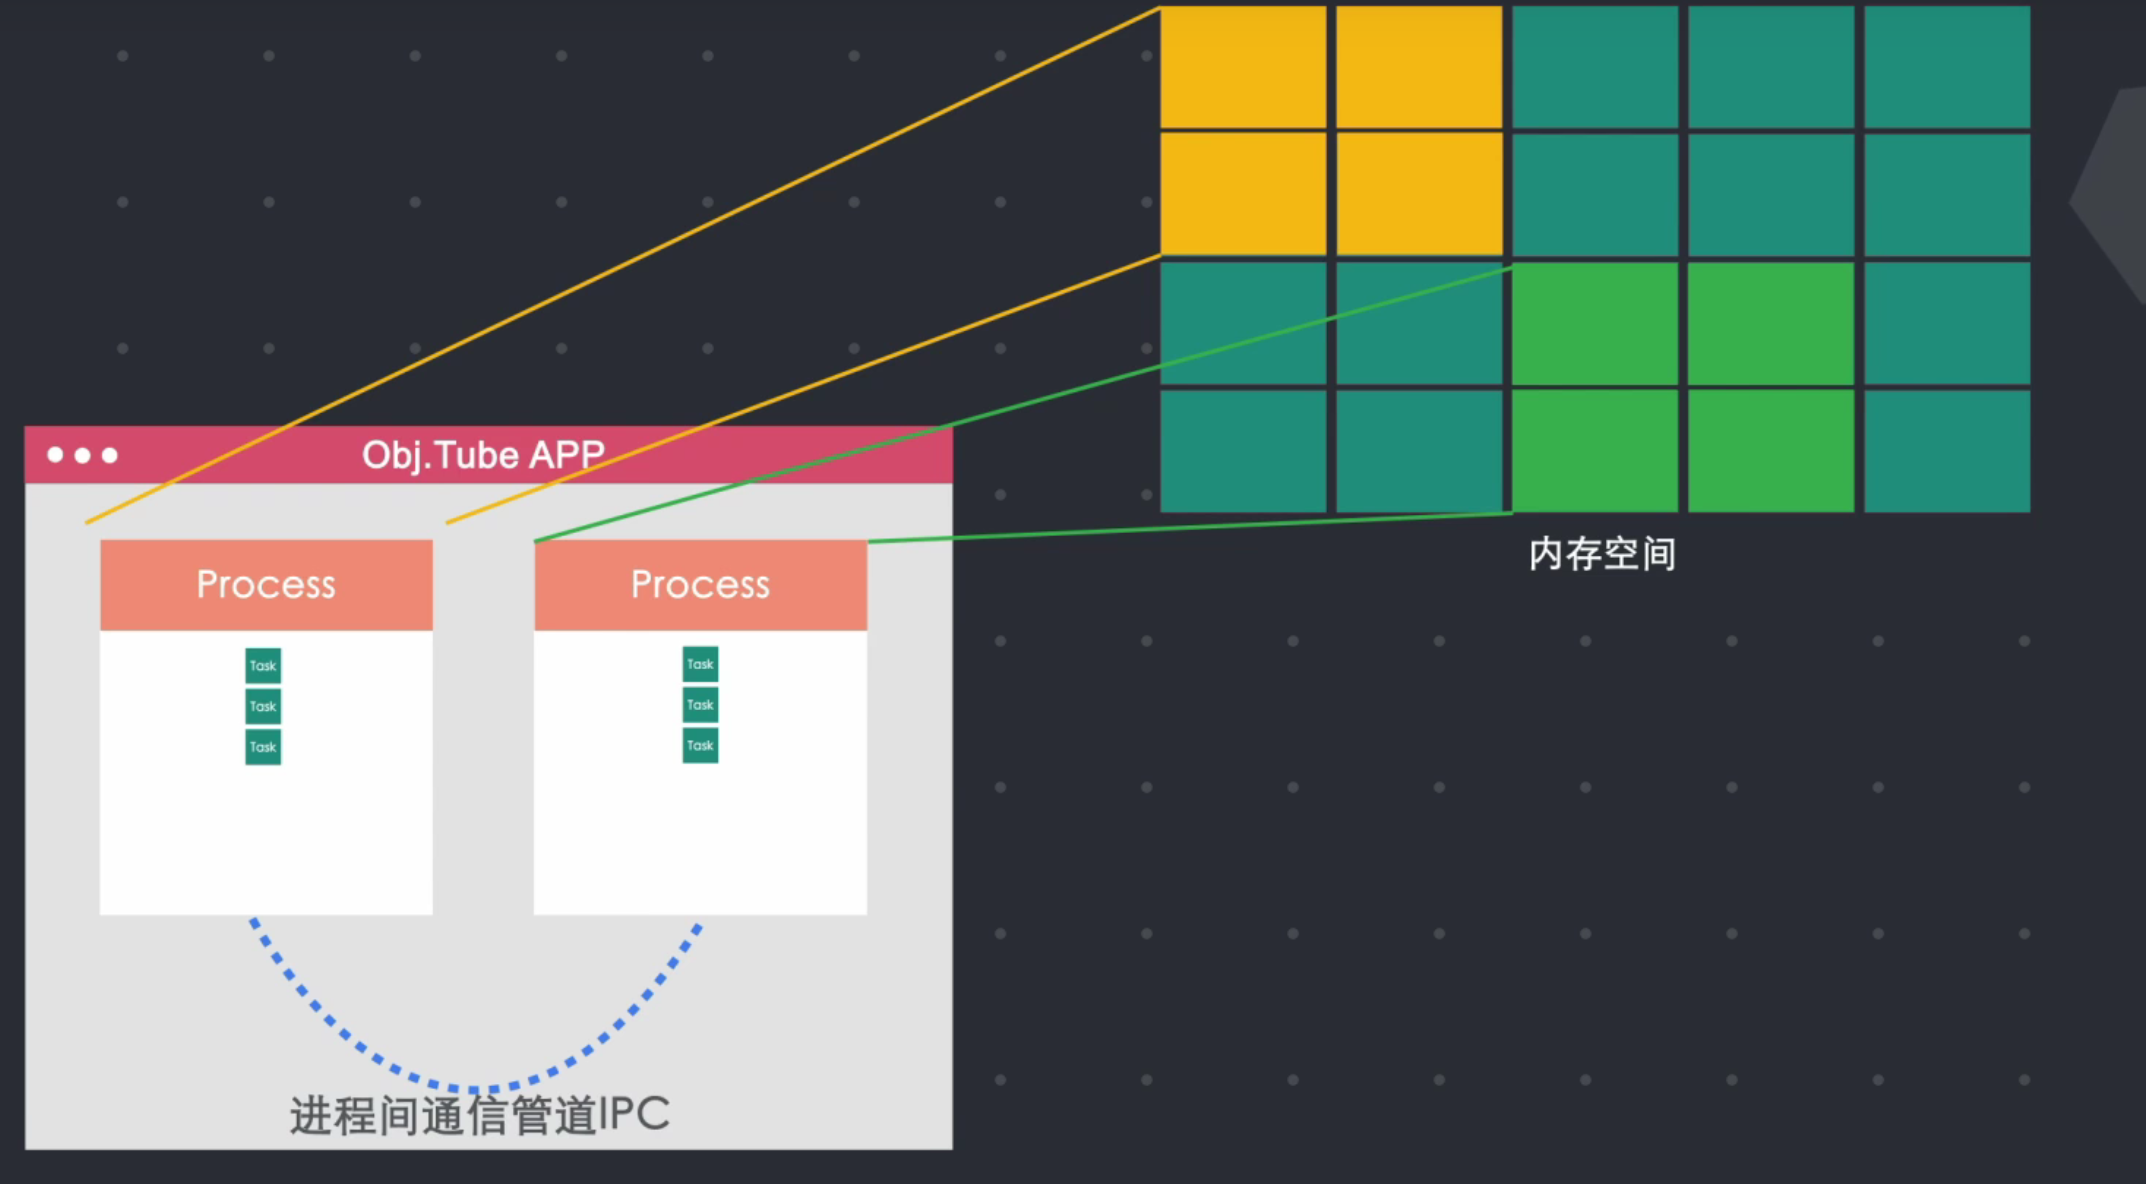 Obj.Tube APP
Process
Task
Task
Task
Process
Task
Task
Task
进程间通信管道IPC
内存空间